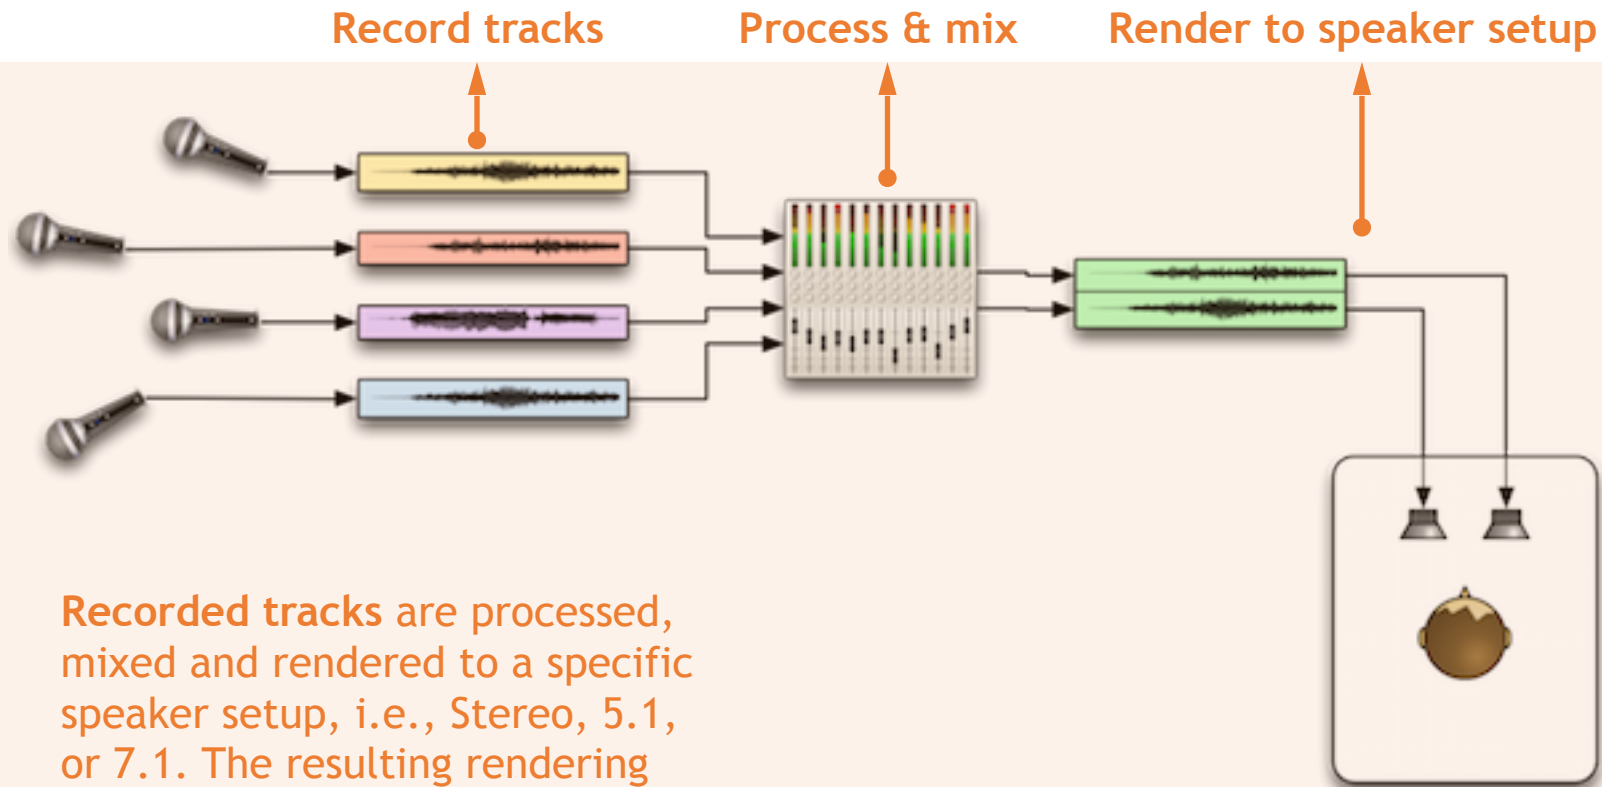 Record tracks
Process & mix
Render to speaker setup
Recorded tracks are processed,
mixed and rendered to a specific
speaker setup, i.e., Stereo, 5.1,
or 7.1. The resulting rendering